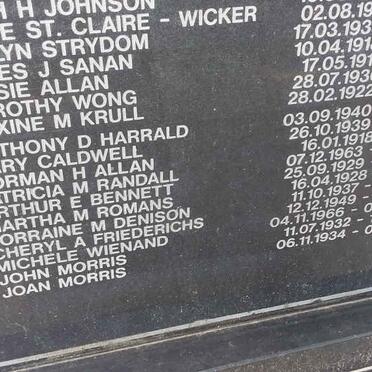 H JOHNSON
E ST. CLAIRE - WICKER 02.08.19
YN STRYDOM 17.03.193
ES J SANAN 10.04.191
SIE ALLAN 17.05.191
ROTHY WONG 28.07.193
XINE M KRULL 28.02.1922
THONY D HARRALD 03.09.1940
RY CALDWELL 26.10.1939
ORMAN H ALLAN 16.01.1918
ATRICIA M RANDALL 07.12.1963
ARTHUR E BENNETT 25.09.1929
MARTHA M ROMANS 16.04.1928
LORRAINE M DENISON 11.10.1937 -
CHERYL A FRIEDERICHS 12.12.1949 -
MICHELE WIENAND 04.11.1966 - 0
JOHN MORRIS 11.07.1932 - 0
JOAN MORRIS 06.11.1934 - 0